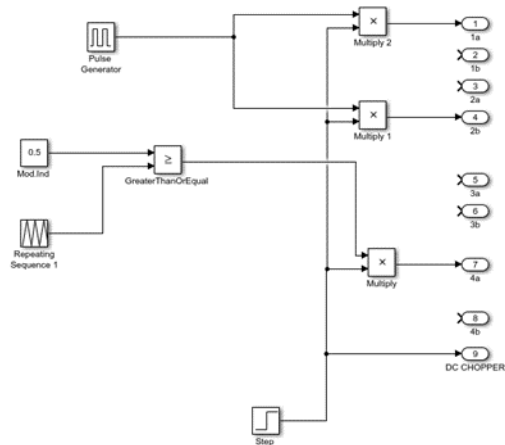 Pulse
Generator
×
Multiply 2
1
1a
2
1b
3
2a
×
Multiply 1
4
2b
0.5
Mod.Ind
≥
GreaterThanOrEqual
5
3a
6
3b
Repeating
Sequence 1
×
Multiply
7
4a
8
4b
9
DC CHOPPER
Step